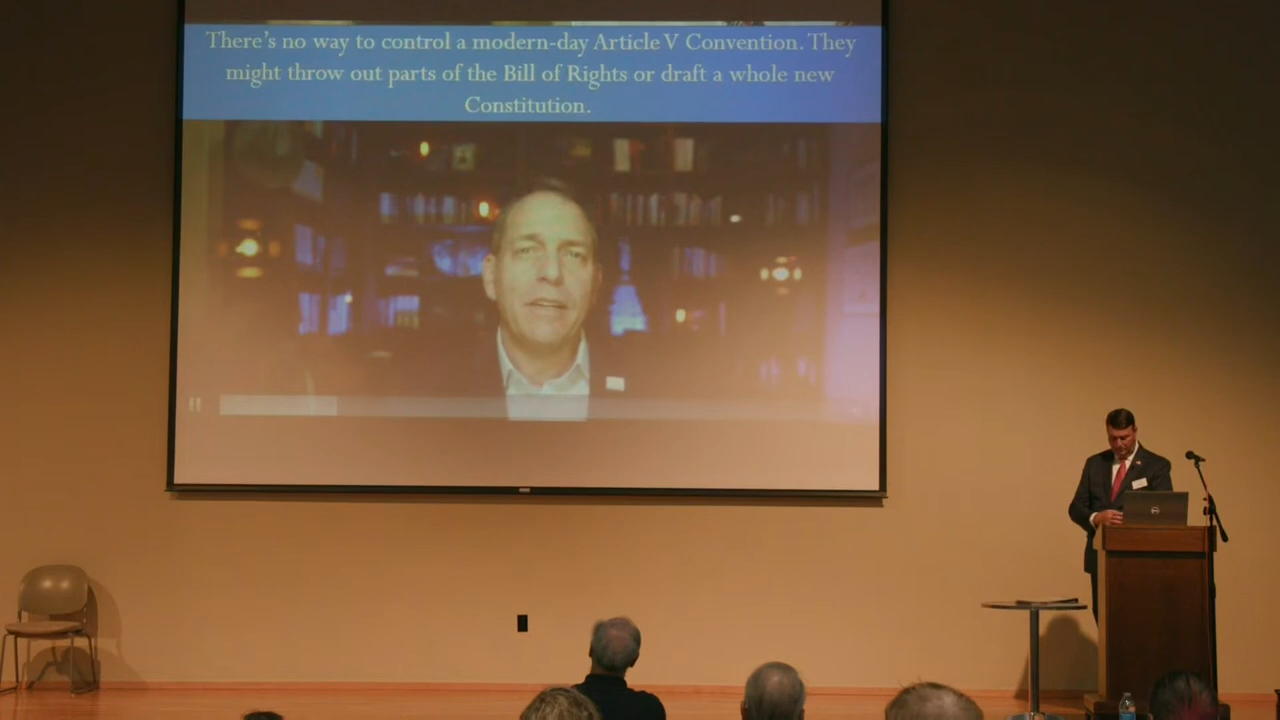 There's no way to control a modern-day Article V Convention. They
might throw out parts of the Bill of Rights or draft a whole new
Constitution.
DELL